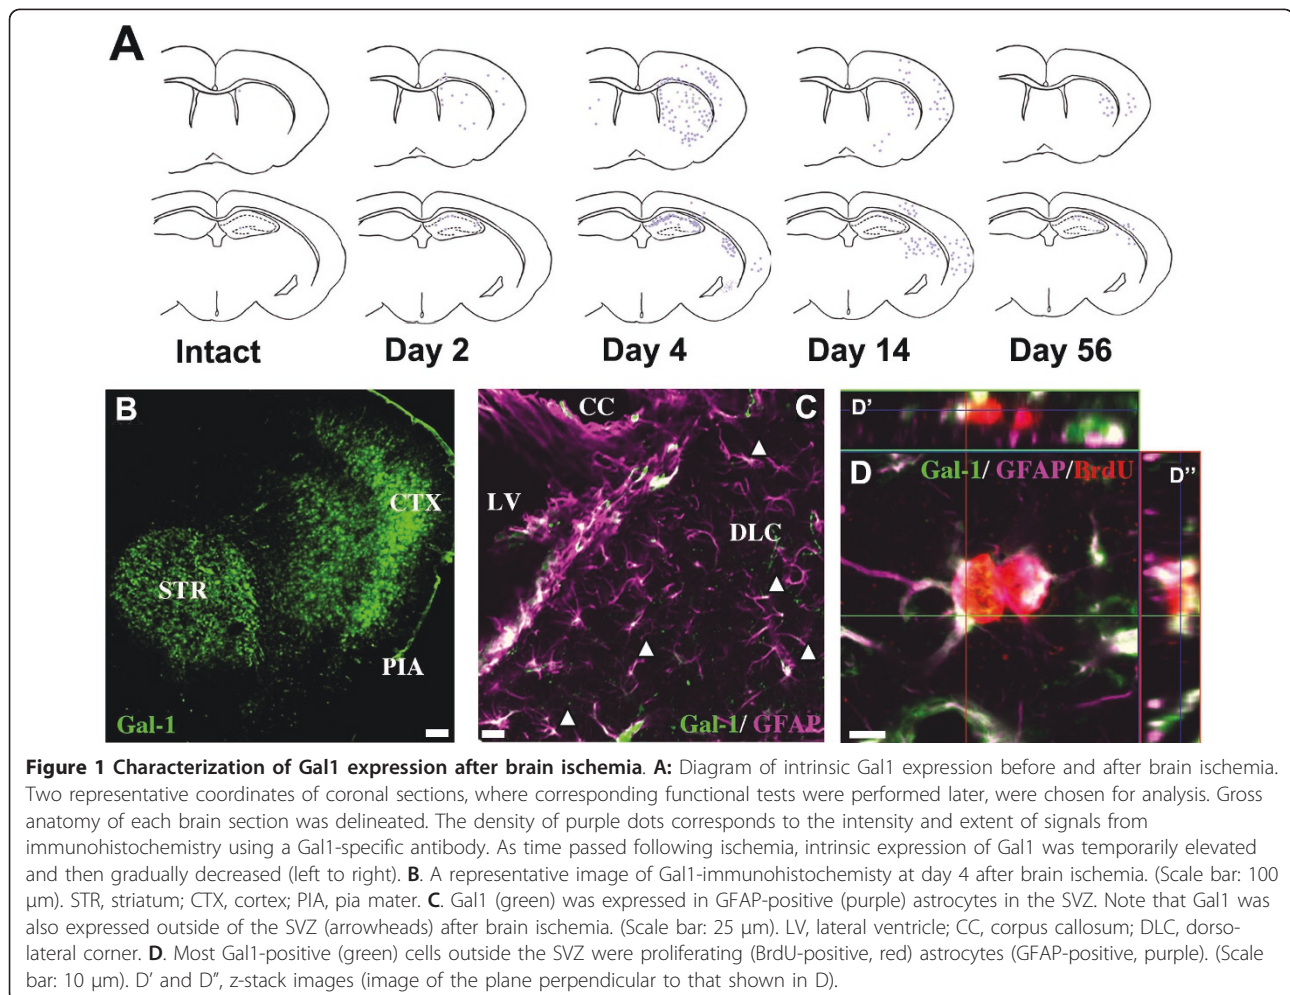 A
Intact
Day 2
Day 4
Day 14
Day 56
B
CTX
STR
PIA
Gal-1
C
CC
LV
DLC
Gal-1/ GFAP
D'
D
Gal-1/ GFAP/BrdU
D''
Figure 1 Characterization of Gal1 expression after brain ischemia. A: Diagram of intrinsic Gal1 expression before and after brain ischemia.
Two representative coordinates of coronal sections, where corresponding functional tests were performed later, were chosen for analysis. Gross
anatomy of each brain section was delineated. The density of purple dots corresponds to the intensity and extent of signals from
immunohistochemistry using a Gal1-specific antibody. As time passed following ischemia, intrinsic expression of Gal1 was temporarily elevated
and then gradually decreased (left to right). B. A representative image of Gal1-immunohistochemisty at day 4 after brain ischemia. (Scale bar: 100
μm). STR, striatum; CTX, cortex; PIA, pia mater. C. Gal1 (green) was expressed in GFAP-positive (purple) astrocytes in the SVZ. Note that Gal1 was
also expressed outside of the SVZ (arrowheads) after brain ischemia. (Scale bar: 25 μm). LV, lateral ventricle; CC, corpus callosum; DLC, dorso-
lateral corner. D. Most Gal1-positive (green) cells outside the SVZ were proliferating (BrdU-positive, red) astrocytes (GFAP-positive, purple). (Scale
bar: 10 μm). D' and D", z-stack images (image of the plane perpendicular to that shown in D).